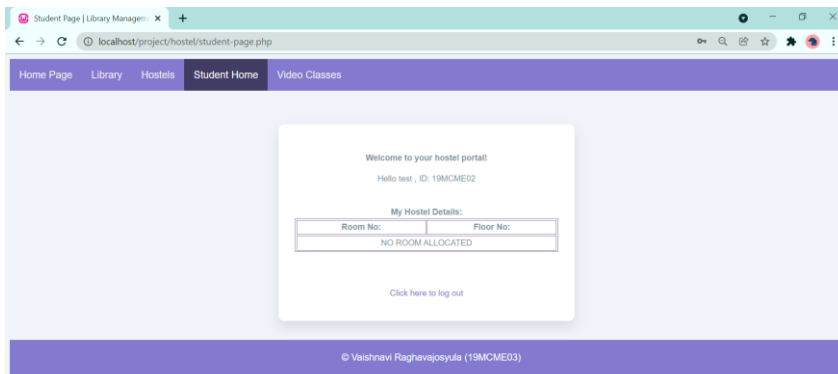 Student Page | Library Managem
localhost/project/hostel/student-page.php
Home Page Library Hostels Student Home Video Classes
Welcome to your hostel portal!
Hello test , ID: 19MCME02
My Hostel Details:
Room No: Floor No:
NO ROOM ALLOCATED
Click here to log out
© Vaishnavi Raghavajosyula (19MCME03)